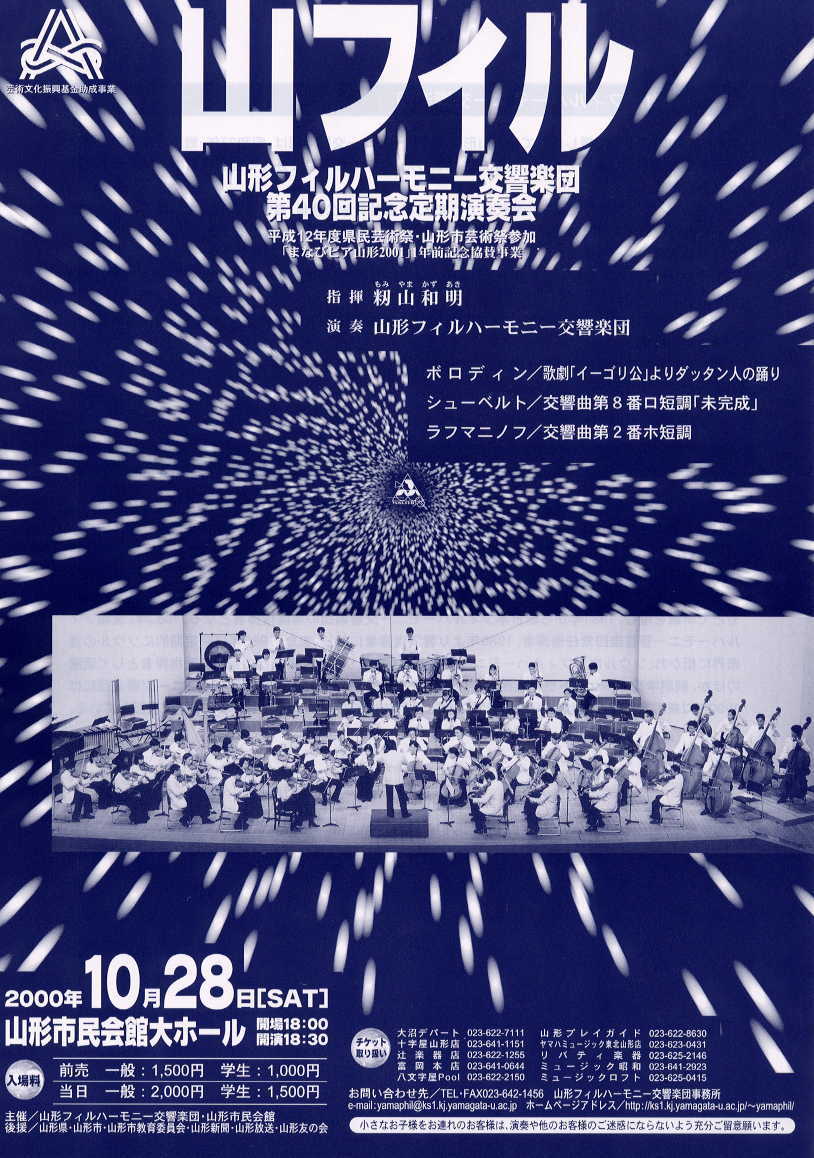 芸術文化振興基金助成事業
山フィル
山形フィルハーモニー交響楽団
第40回記念定期演奏会
平成12年度県民芸術祭・山形市芸術祭参加
「まなびピア山形2001」1年前記念協賛事業
もみ やま かず あき
指揮 籾山和明
演奏 山形フィルハーモニー交響楽団
ボロディン／歌劇「イーゴリ公」よりダッタン人の踊り
シューベルト／交響曲第8番ロ短調「未完成」
ラフマニノフ／交響曲第2番ホ短調
2000年10月28日[SAT]
山形市民会館大ホール 開場18:00 開演18:30
入場料
前売 一般：1,500円 学生：1,000円
当日 一般：2,000円 学生：1,500円
主催／山形フィルハーモニー交響楽団・山形市民会館
後援／山形県・山形市・山形市教育委員会・山形新聞・山形放送・山形友の会
チケット取り扱い
大沼デパート 023-622-7111 山形プレイガイド 023-622-8630
十字屋山形店 023-641-1151 ヤマハミュージック東北山形店 023-623-0431
辻楽器店 023-622-1255 リバティ楽器 023-625-2146
富岡本店 023-641-0644 ミュージック昭和 023-641-2923
八文字屋Pool 023-622-2150 ミュージックロフト 023-625-0415
お問い合わせ先／TEL・FAX023-642-1456 山形フィルハーモニー交響楽団事務所
e-mail:yamaphil@ks1.kj.yamagata-u.ac.jp ホームページアドレス／http://ks1.kj.yamagata-u.ac.jp/～yamaphil/
小さなお子様をお連れのお客様は、演奏や他のお客様のご迷惑にならないよう充分ご留意願います。